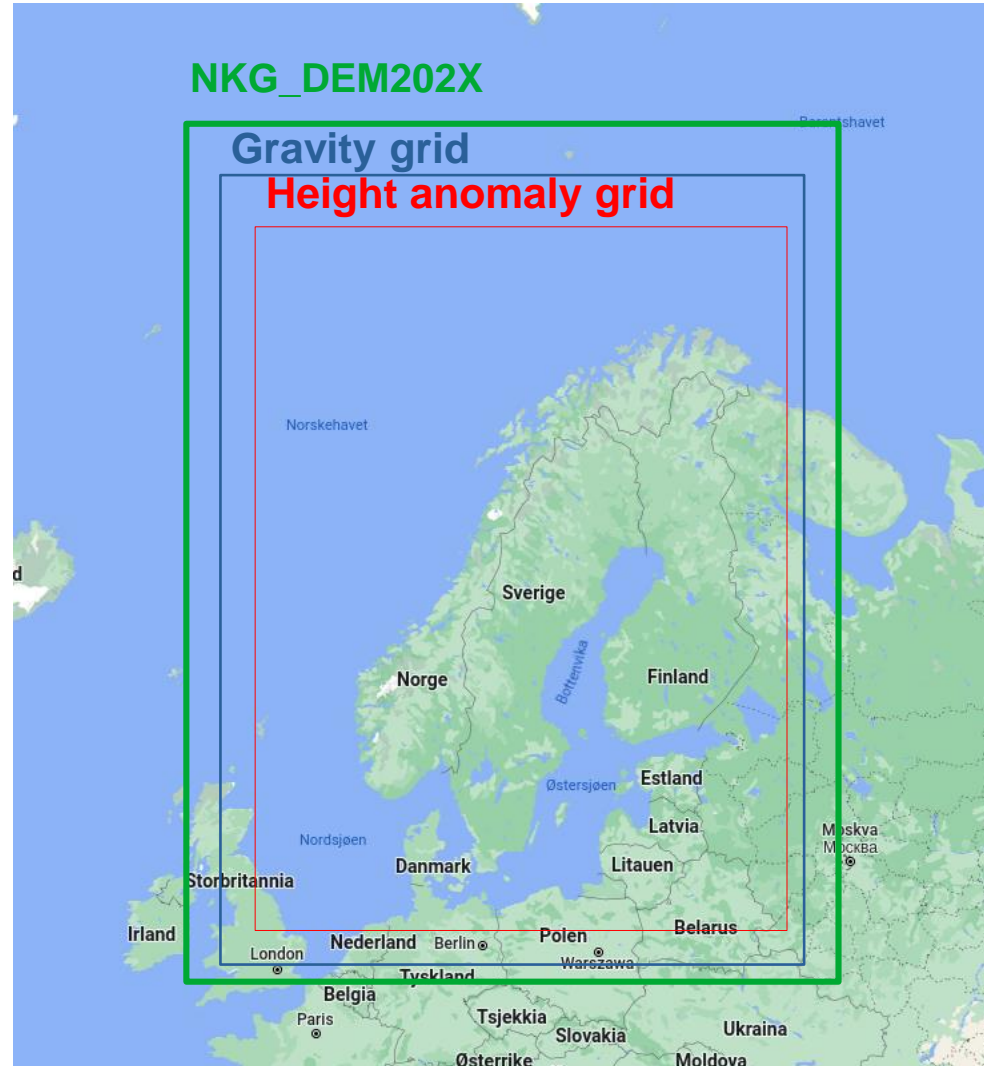 NKG_DEM202X
Barentshavet
Gravity grid
Height anomaly grid
Norskehavet
d
Sverige
Bottenvika
Norge
Finland
Østersjøen
Estland
Latvia
Nordsjøen
Moskva
Москва
Danmark
Litauen
Storbritannia
Irland
Belarus
Nederland
Berlin
Polen
London
Warszawa
Tyskland
Belgia
Paris
Tsjekkia
Slovakia
Ukraina
Østerrike
Moldova